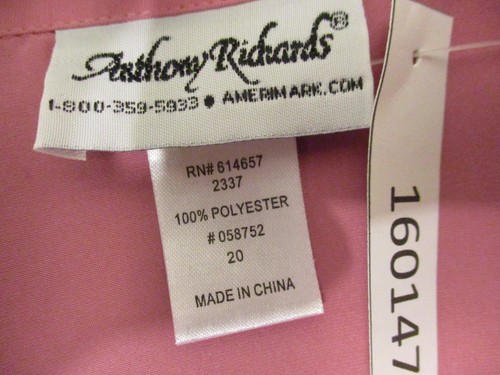 Anthony Richards®
1-800-359-5933 • AMERIMARK.COM
RN# 614657
2337
100% POLYESTER
# 058752
20
MADE IN CHINA
160147